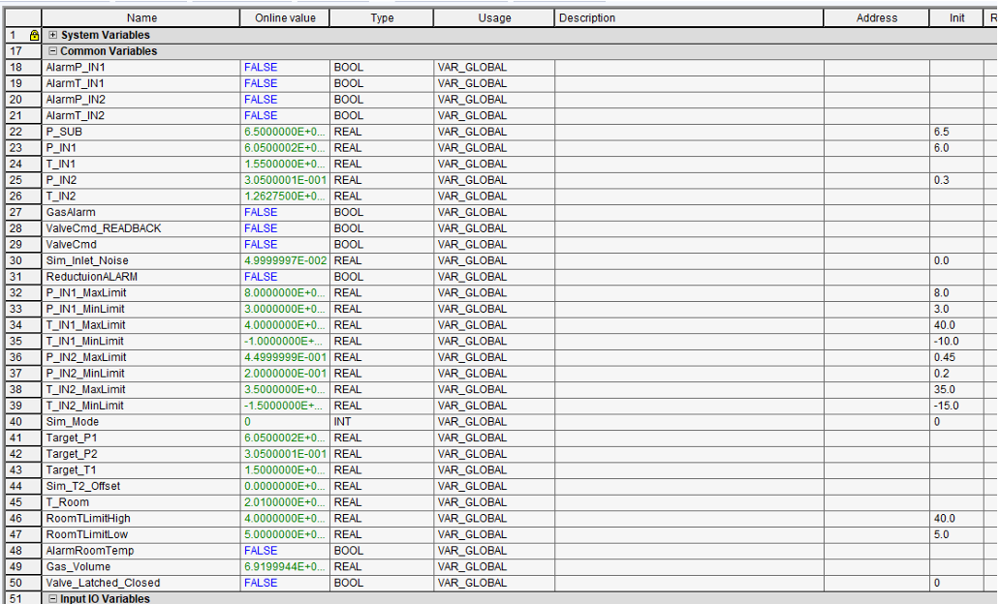 Name Online value Type Usage Description Address Init R
1 System Variables
17 Common Variables
18 AlarmP_IN1 FALSE BOOL VAR_GLOBAL
19 AlarmT_IN1 FALSE BOOL VAR_GLOBAL
20 AlarmP_IN2 FALSE BOOL VAR_GLOBAL
21 AlarmT_IN2 FALSE BOOL VAR_GLOBAL
22 P_SUB 6.5000000E+0... REAL VAR_GLOBAL 6.5
23 P_IN1 6.0500002E+0... REAL VAR_GLOBAL 6.0
24 T_IN1 1.5500000E+0... REAL VAR_GLOBAL
25 P_IN2 3.0500001E-001 REAL VAR_GLOBAL 0.3
26 T_IN2 1.2627500E+0... REAL VAR_GLOBAL
27 GasAlarm FALSE BOOL VAR_GLOBAL
28 ValveCmd_READBACK FALSE BOOL VAR_GLOBAL
29 ValveCmd FALSE BOOL VAR_GLOBAL
30 Sim_Inlet_Noise 4.9999997E-002 REAL VAR_GLOBAL 0.0
31 ReductuionALARM FALSE BOOL VAR_GLOBAL
32 P_IN1_MaxLimit 8.0000000E+0... REAL VAR_GLOBAL 8.0
33 P_IN1_MinLimit 3.0000000E+0... REAL VAR_GLOBAL 3.0
34 T_IN1_MaxLimit 4.0000000E+0... REAL VAR_GLOBAL 40.0
35 T_IN1_MinLimit -1.0000000E+... REAL VAR_GLOBAL -10.0
36 P_IN2_MaxLimit 4.4999999E-001 REAL VAR_GLOBAL 0.45
37 P_IN2_MinLimit 2.0000000E-001 REAL VAR_GLOBAL 0.2
38 T_IN2_MaxLimit 3.5000000E+0... REAL VAR_GLOBAL 35.0
39 T_IN2_MinLimit -1.5000000E+... REAL VAR_GLOBAL -15.0
40 Sim_Mode 0 INT VAR_GLOBAL 0
41 Target_P1 6.0500002E+0... REAL VAR_GLOBAL
42 Target_P2 3.0500001E-001 REAL VAR_GLOBAL
43 Target_T1 1.5000000E+0... REAL VAR_GLOBAL
44 Sim_T2_Offset 0.0000000E+0... REAL VAR_GLOBAL
45 T_Room 2.0100000E+0... REAL VAR_GLOBAL
46 RoomTLimitHigh 4.0000000E+0... REAL VAR_GLOBAL 40.0
47 RoomTLimitLow 5.0000000E+0... REAL VAR_GLOBAL 5.0
48 AlarmRoomTemp FALSE BOOL VAR_GLOBAL
49 Gas_Volume 6.9199944E+0... REAL VAR_GLOBAL
50 Valve_Latched_Closed FALSE BOOL VAR_GLOBAL 0
51 Input IO Variables